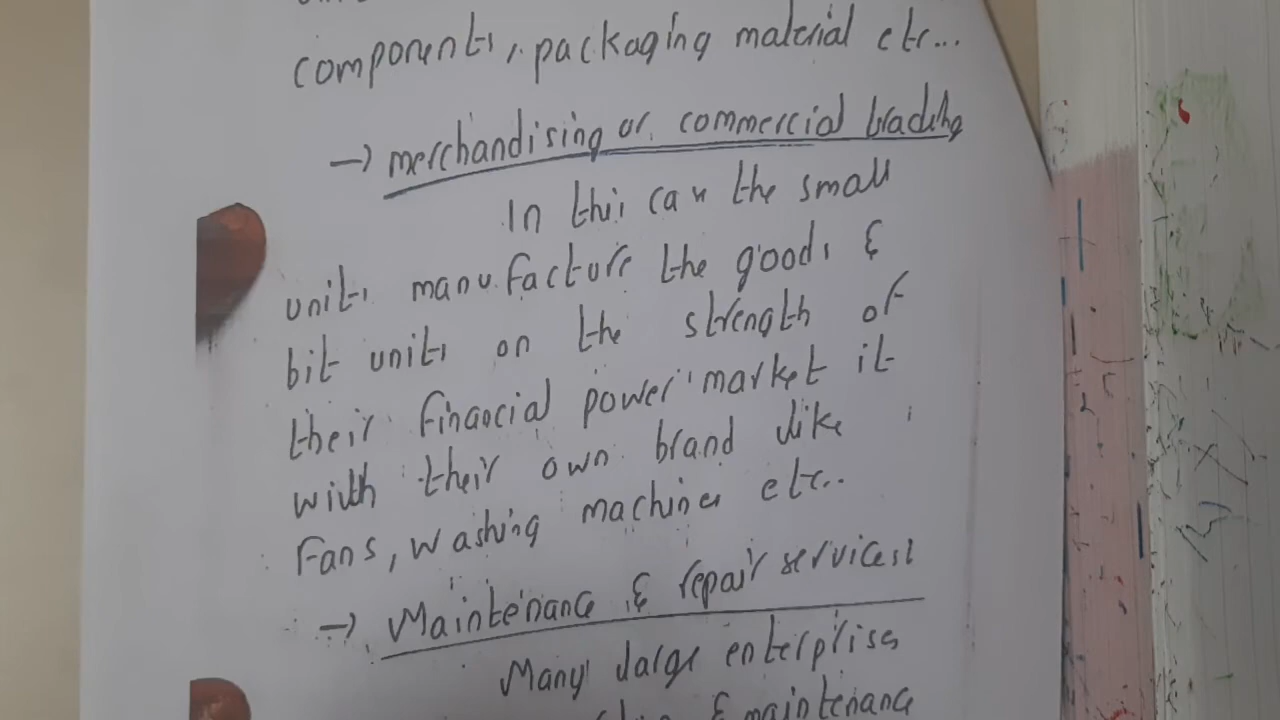 components, packaging material etc...
→ merchandising or commercial trading
In this case the small
units manufacture the goods &
bit units on the strength of
their financial power market it
with their own brand like
Fans, washing machines etc..
→ Maintenance & repair services:
Many large enterprises
& maintenance